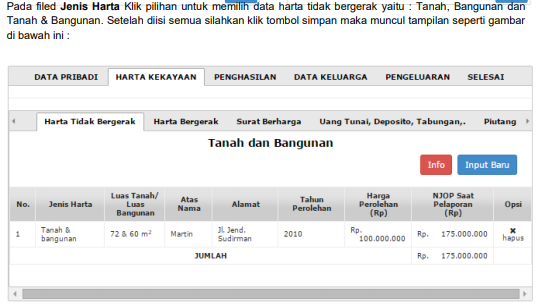 Pada filed Jenis Harta Klik pilihan untuk memilih data harta tidak bergerak yaitu : Tanah, Bangunan dan
Tanah & Bangunan. Setelah diisi semua silahkan klik tombol simpan maka muncul tampilan seperti gambar
di bawah ini :
DATA PRIBADI HARTA KEKAYAAN PENGHASILAN DATA KELUARGA PENGELUARAN SELESAI
Harta Tidak Bergerak Harta Bergerak Surat Berharga Uang Tunai, Deposito, Tabungan,. Piutang
Tanah dan Bangunan
Info Input Baru
No. Jenis Harta Luas Tanah/ Luas Bangunan Atas Nama Alamat Tahun Perolehan Harga Perolehan (Rp) NJOP Saat Pelaporan (Rp) Opsi
1 Tanah & bangunan 72 & 60 m² Martin Jl. Jend. Sudirman 2010 Rp. 100.000.000 Rp. 175.000.000 hapus
JUMLAH Rp. 175.000.000